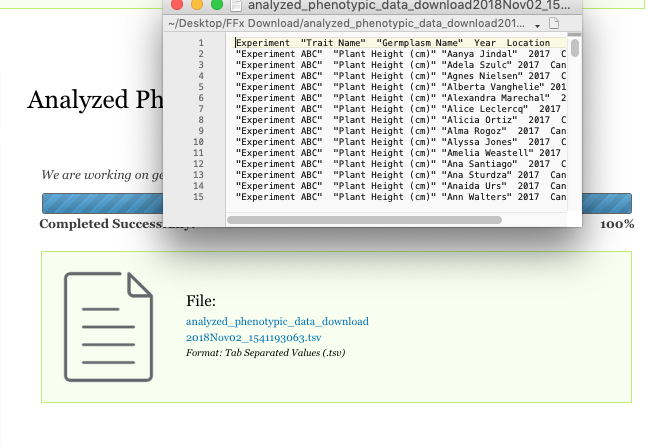 analyzed_phenotypic_data_download2018Nov02_15...
~/Desktop/FFx Download/analyzed_phenotypic_data_download201...
1 Experiment "Trait Name" "Germplasm Name" Year Location
2 "Experiment ABC" "Plant Height (cm)" "Aanya Jindal" 2017 C
3 "Experiment ABC" "Plant Height (cm)" "Adela Szulc" 2017 Can
4 "Experiment ABC" "Plant Height (cm)" "Agnes Nielsen" 2017 C
5 "Experiment ABC" "Plant Height (cm)" "Alberta Vanghelie" 201
6 "Experiment ABC" "Plant Height (cm)" "Alexandra Marechal" 2
7 "Experiment ABC" "Plant Height (cm)" "Alice Leclercq" 2017
8 "Experiment ABC" "Plant Height (cm)" "Alicia Ortiz" 2017 C
9 "Experiment ABC" "Plant Height (cm)" "Alma Rogoz" 2017 Can
10 "Experiment ABC" "Plant Height (cm)" "Alyssa Jones" 2017 C
11 "Experiment ABC" "Plant Height (cm)" "Amelia Weastell" 2017
12 "Experiment ABC" "Plant Height (cm)" "Ana Santiago" 2017 C
13 "Experiment ABC" "Plant Height (cm)" "Ana Sturdza" 2017 Can
14 "Experiment ABC" "Plant Height (cm)" "Anaida Urs" 2017 Can
15 "Experiment ABC" "Plant Height (cm)" "Ann Walters" 2017 Can
Analyzed Ph
We are working on ge
Completed Successfully! 100%
File:
analyzed_phenotypic_data_download
2018Nov02_1541193063.tsv
Format: Tab Separated Values (.tsv)